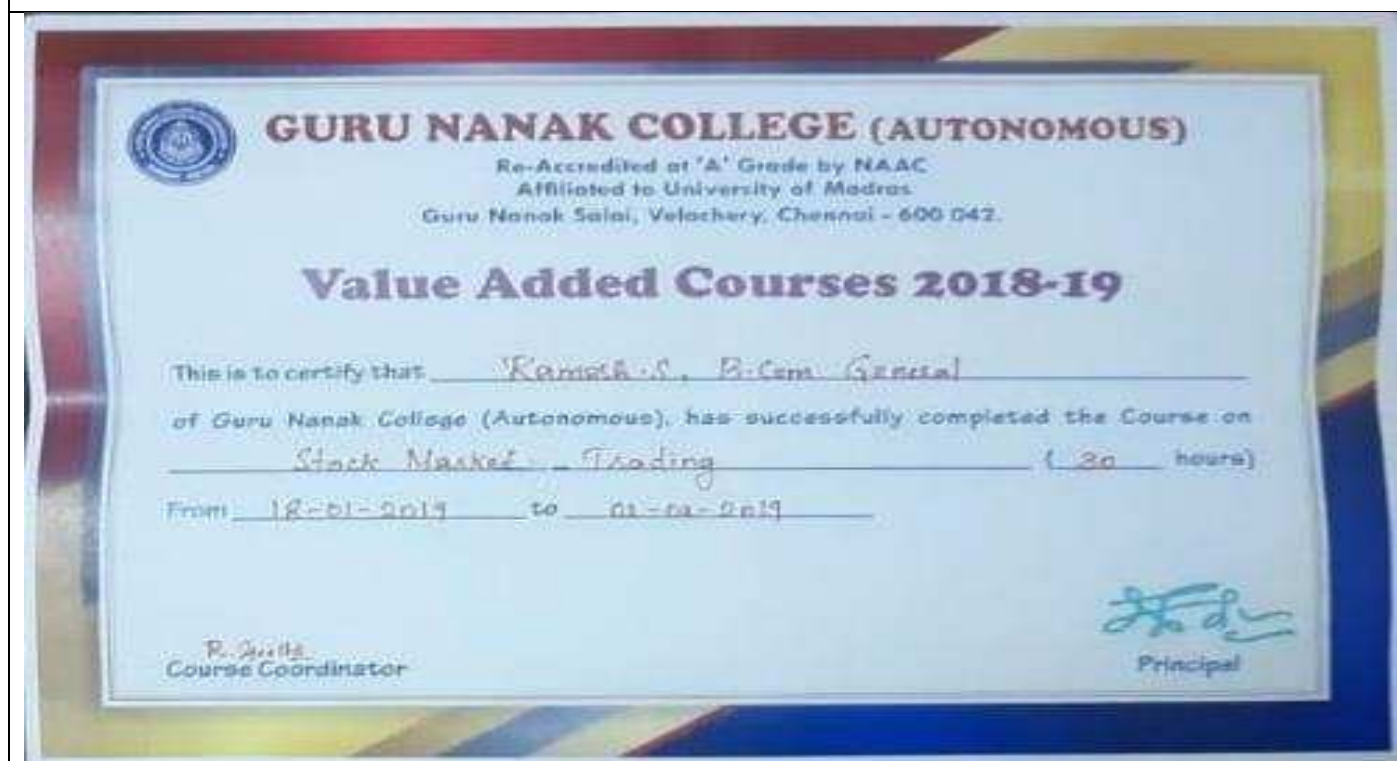 GURU NANAK COLLEGE (AUTONOMOUS)
Re-Accredited at 'A' Grade by NAAC
Affiliated to University of Madras
Guru Nanak Salai, Velachery, Chennai - 600 042.
Value Added Courses 2018-19
This is to certify that Ramesh.S, B.Com General
of Guru Nanak College (Autonomous), has successfully completed the Course on
Stock Market - Trading ( 30 hours)
From 18-01-2019 to
Course Coordinator
Principal